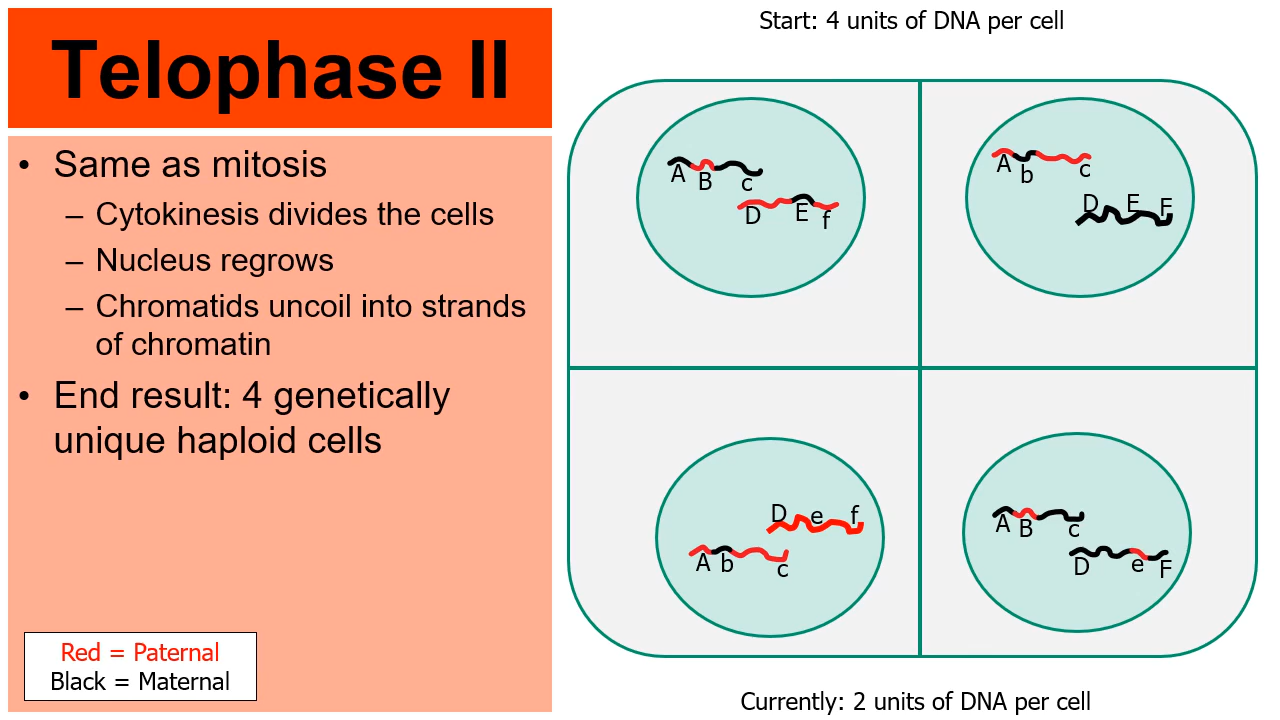 Telophase II
Start: 4 units of DNA per cell
• Same as mitosis
– Cytokinesis divides the cells
– Nucleus regrows
– Chromatids uncoil into strands
of chromatin
• End result: 4 genetically
unique haploid cells
Red = Paternal
Black = Maternal
A B c
D E f
A b c
D E F
D e f
A b c
A B c
D e F
Currently: 2 units of DNA per cell